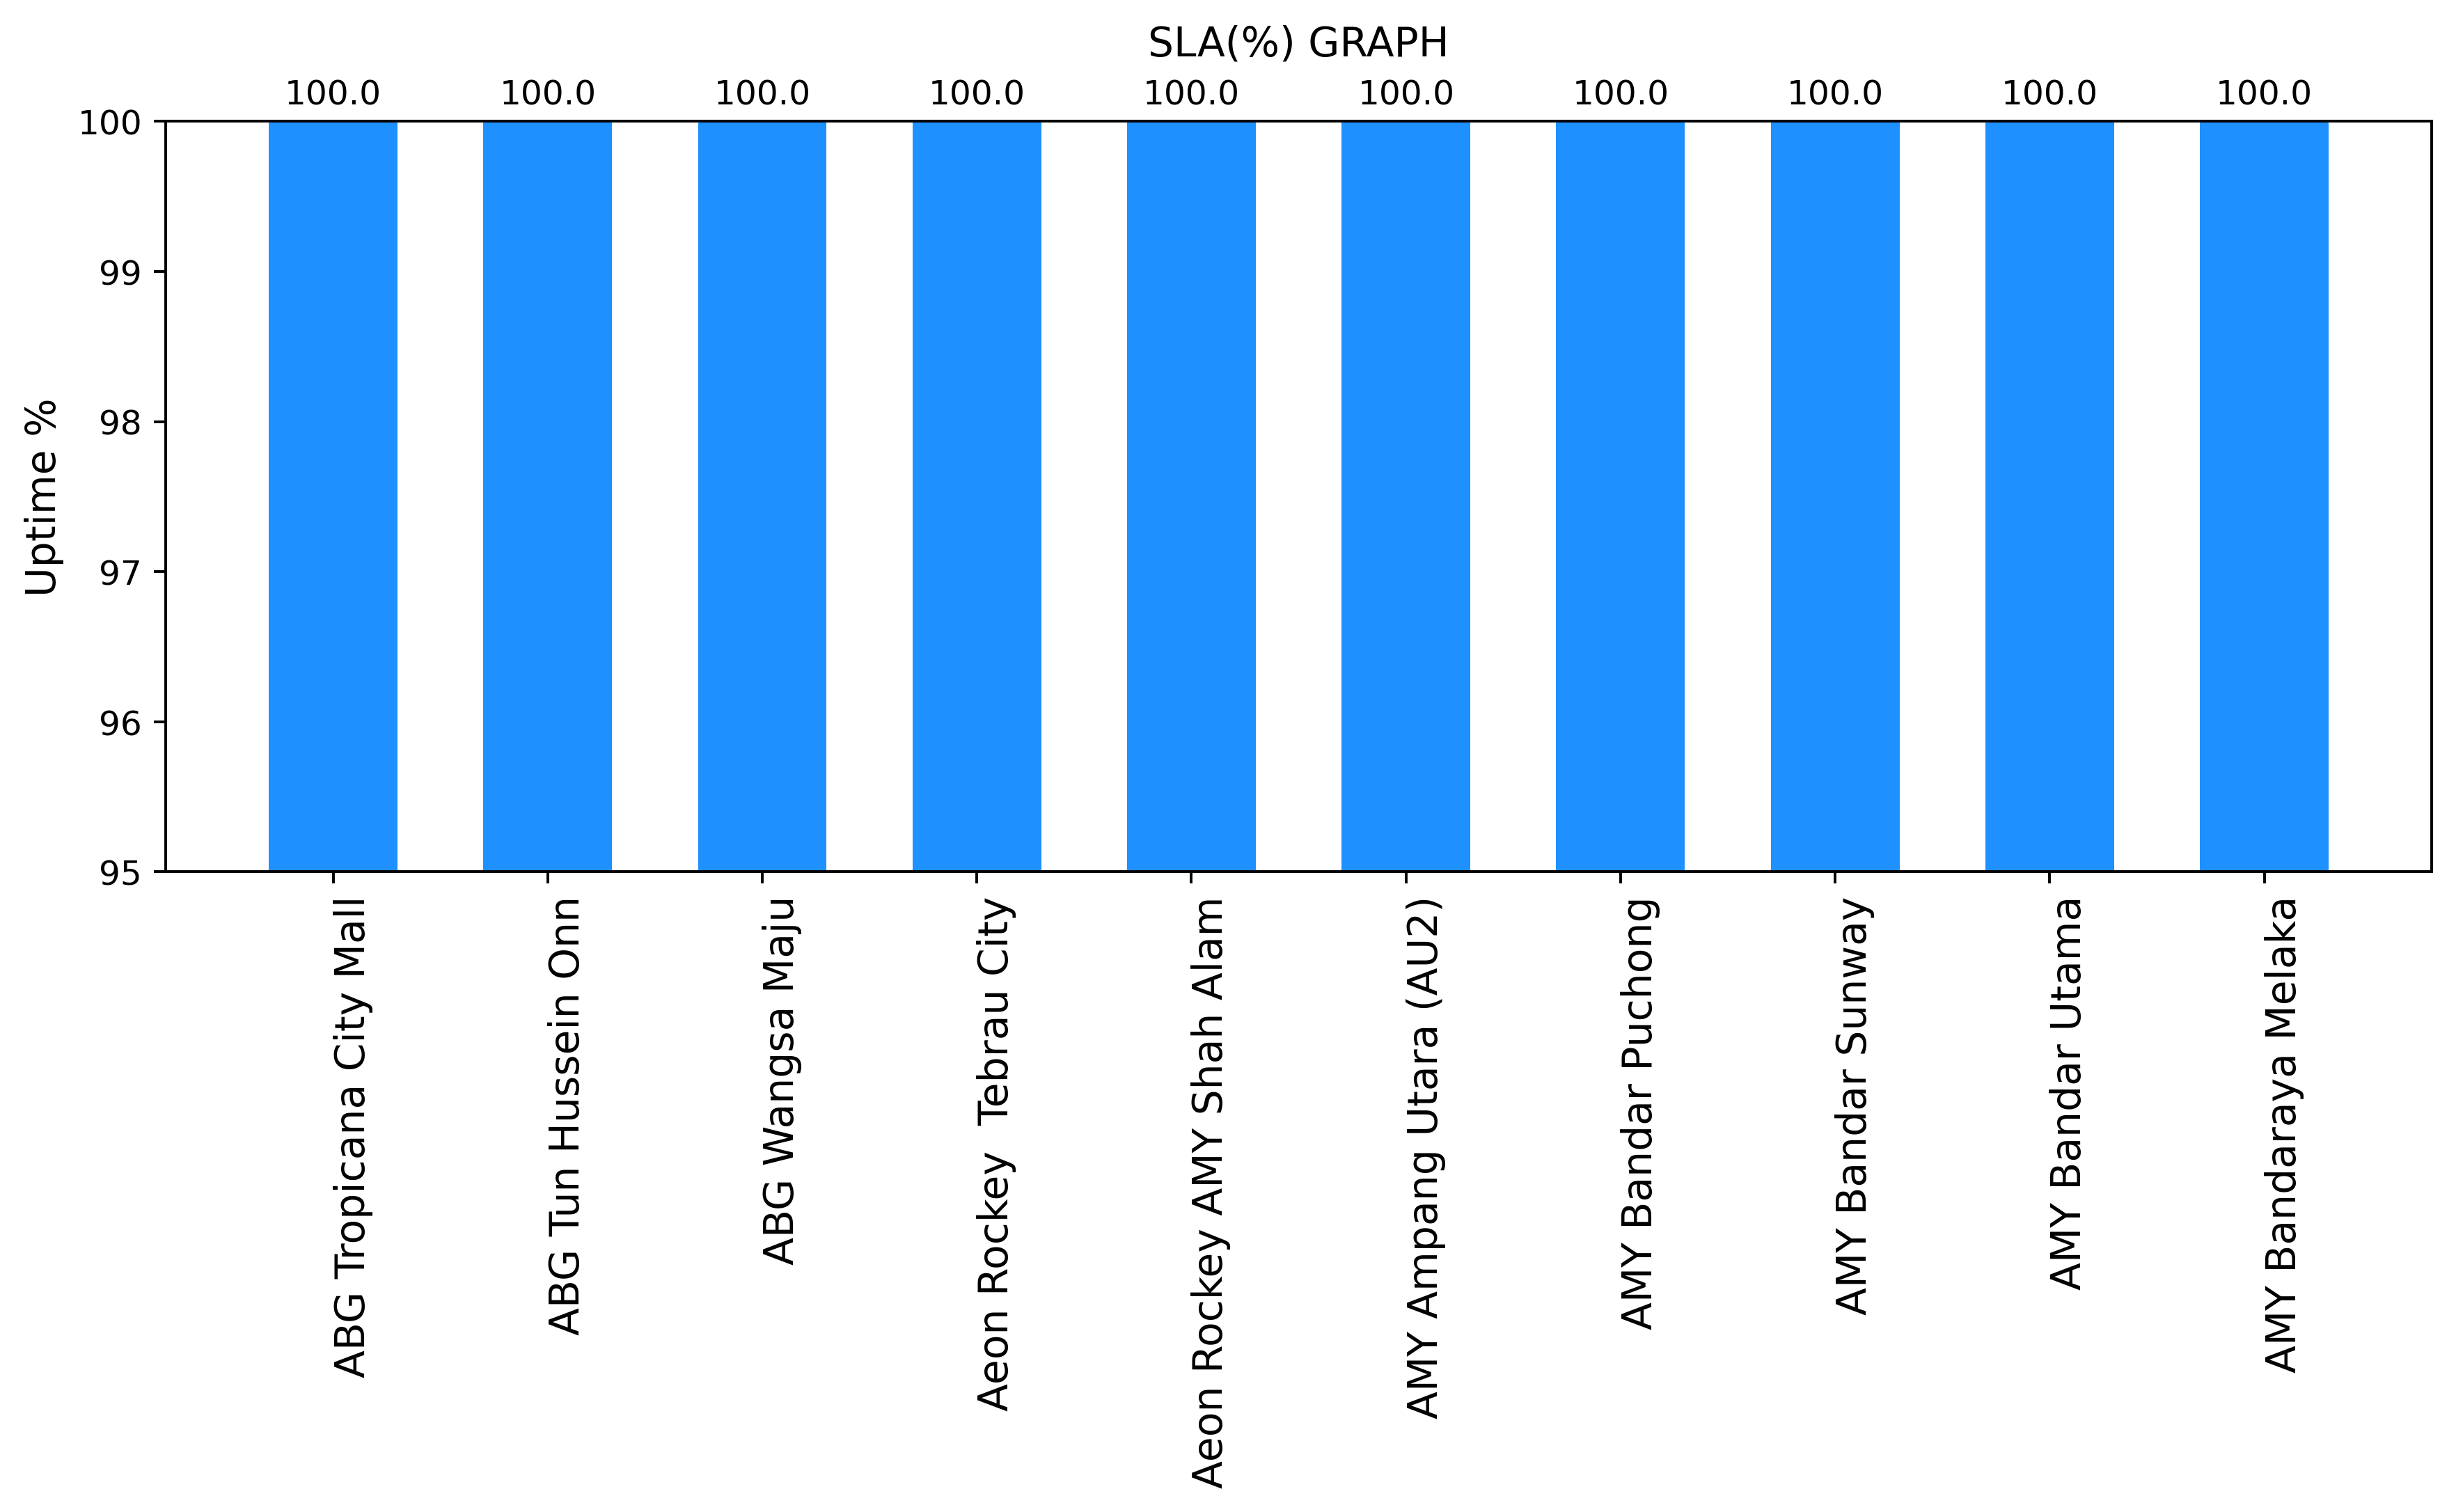 SLA(%) GRAPH
100.0 100.0 100.0 100.0 100.0 100.0 100.0 100.0 100.0 100.0
100
99
98
97
96
95
Uptime %
ABG Tropicana City Mall
ABG Tun Hussein Onn
ABG Wangsa Maju
Aeon Rockey  Tebrau City
Aeon Rockey AMY Shah Alam
AMY Ampang Utara (AU2)
AMY Bandar Puchong
AMY Bandar Sunway
AMY Bandar Utama
AMY Bandaraya Melaka